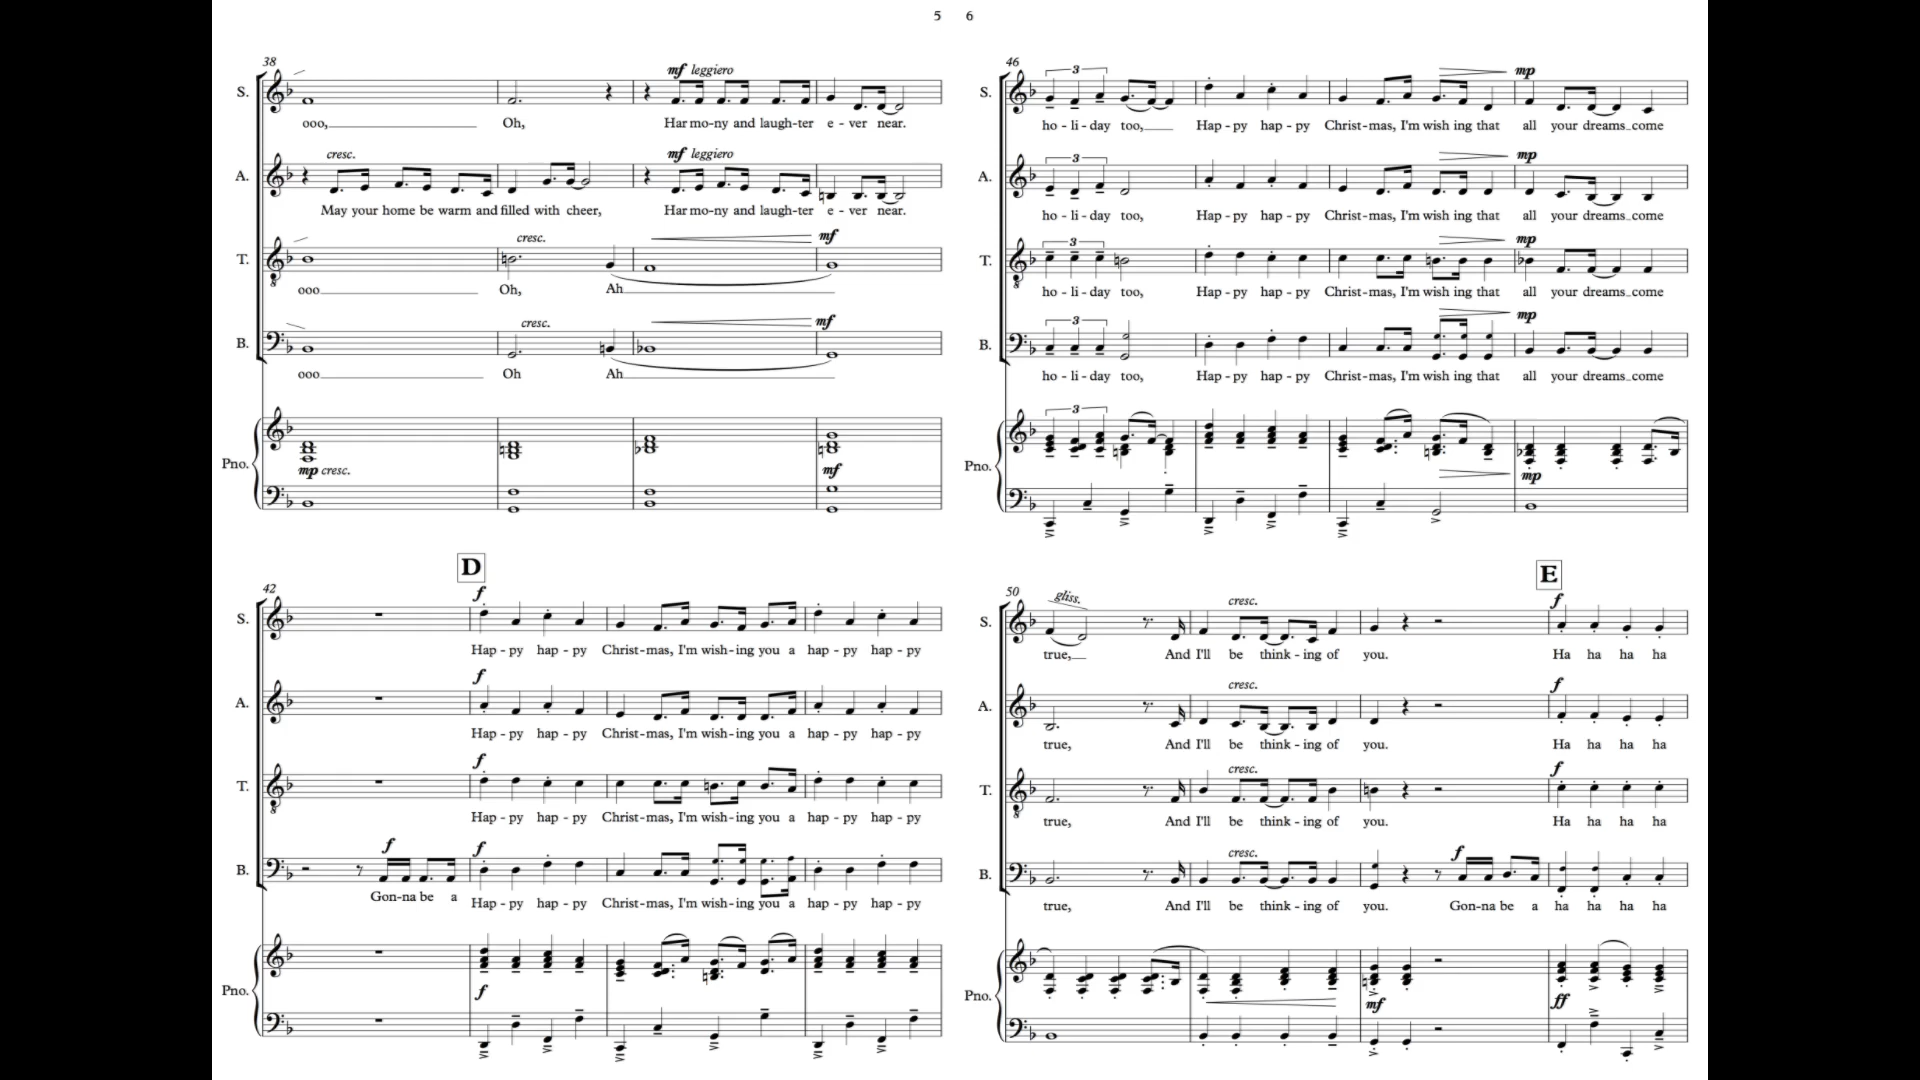 5
38
mf leggiero
S.
ooo, Oh, Har mo-ny and laugh-ter e - ver near.
cresc. mf leggiero
A.
May your home be warm and filled with cheer, Har mo-ny and laugh-ter e - ver near.
cresc. mf
T.
ooo Oh, Ah
cresc. mf
B.
ooo Oh Ah
Pno.
mp cresc. mf
42
D
f
S.
Hap - py hap - py Christ-mas, I'm wish-ing you a hap - py hap - py
f
A.
Hap - py hap - py Christ-mas, I'm wish-ing you a hap - py hap - py
f
T.
Hap - py hap - py Christ-mas, I'm wish-ing you a hap - py hap - py
f f
B.
Gon-na be a Hap - py hap - py Christ-mas, I'm wish-ing you a hap - py hap - py
Pno.
f
6
46
3 mp
S.
ho - li - day too, Hap - py hap - py Christ-mas, I'm wish ing that all your dreams come
3 mp
A.
ho - li - day too, Hap - py hap - py Christ-mas, I'm wish ing that all your dreams come
3 mp
T.
ho - li - day too, Hap - py hap - py Christ-mas, I'm wish ing that all your dreams come
3 mp
B.
ho - li - day too, Hap - py hap - py Christ-mas, I'm wish ing that all your dreams come
3
Pno.
mp
50
E
gliss. cresc. f
S.
true, And I'll be think - ing of you. Ha ha ha ha
cresc. f
A.
true, And I'll be think - ing of you. Ha ha ha ha
cresc. f
T.
true, And I'll be think - ing of you. Ha ha ha ha
cresc. f
B.
true, And I'll be think - ing of you. Gon-na be a ha ha ha ha
Pno.
mf ff